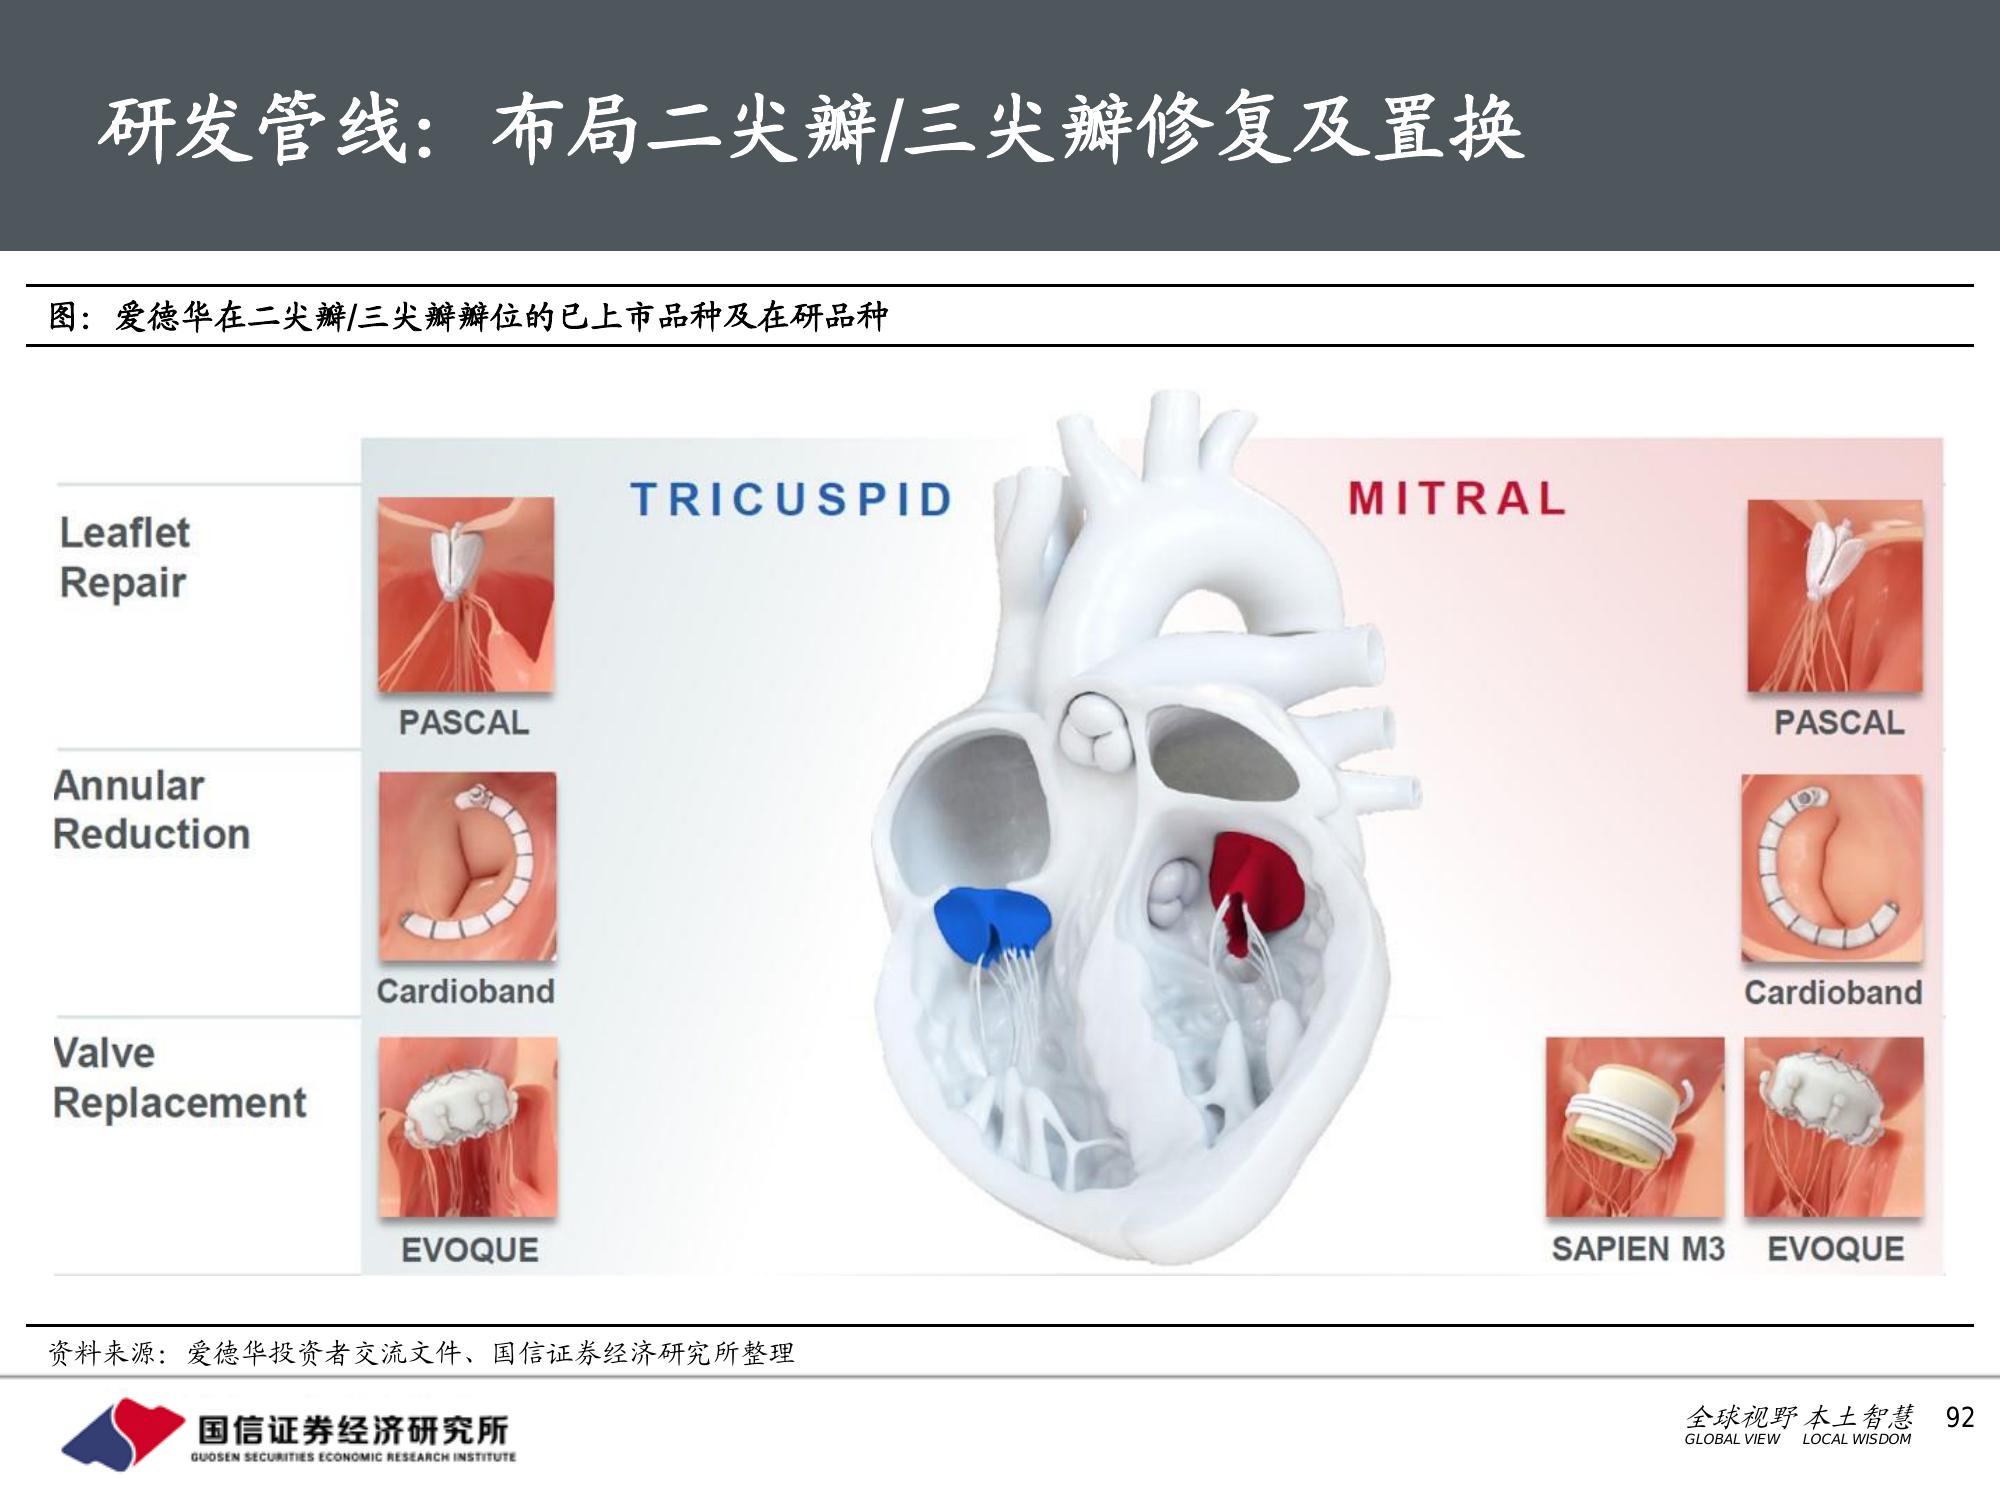 研发管线：布局二尖瓣/三尖瓣修复及置换
图：爱德华在二尖瓣/三尖瓣瓣位的已上市品种及在研品种
TRICUSPID
MITRAL
Leaflet
Repair
PASCAL
PASCAL
Annular
Reduction
Cardioband
Cardioband
Valve
Replacement
EVOQUE
SAPIEN M3
EVOQUE
资料来源：爱德华投资者交流文件、国信证券经济研究所整理
国信证券经济研究所
GUOSEN SECURITIES ECONOMIC RESEARCH INSTITUTE
全球视野 本土智慧
GLOBAL VIEW LOCAL WISDOM
92